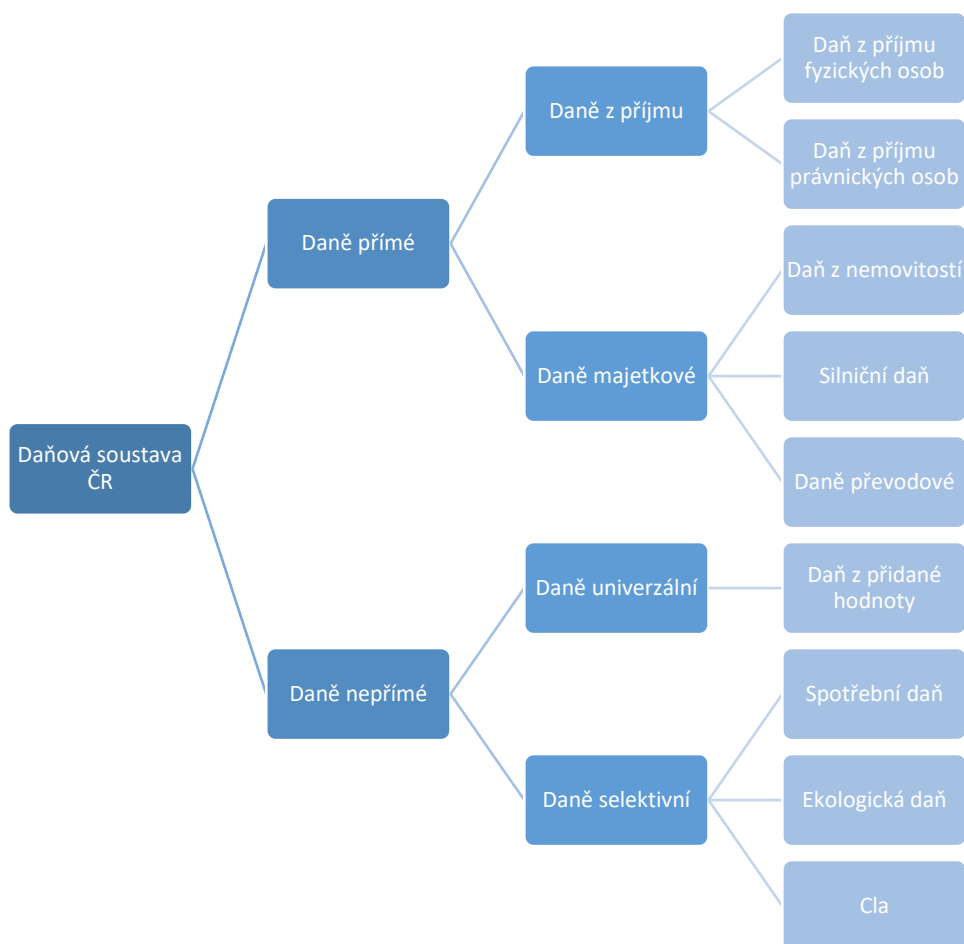 Daňová soustava
ČR
Daně přímé
Daně z příjmu
Daň z příjmu
fyzických osob
Daň z příjmu
právnických osob
Daně majetkové
Daň z nemovitostí
Silniční daň
Daně převodové
Daně nepřímé
Daně univerzální
Daň z přidané
hodnoty
Daně selektivní
Spotřební daň
Ekologická daň
Cla